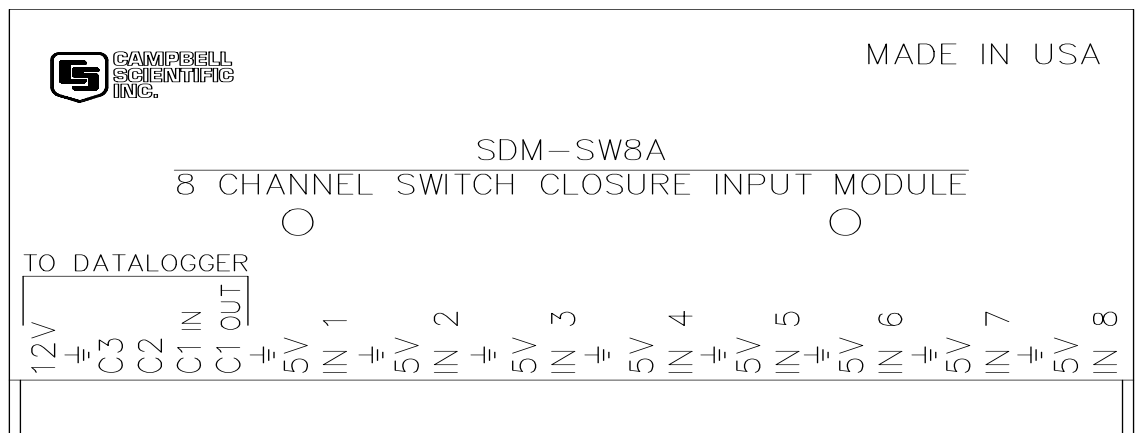 CAMPBELL
SCIENTIFIC
INC.
MADE IN USA
SDM-SW8A
8 CHANNEL SWITCH CLOSURE INPUT MODULE
TO DATALOGGER
12V
C3
C2
C1 IN
C1 OUT
5V
IN 1
5V
IN 2
5V
IN 3
5V
IN 4
5V
IN 5
5V
IN 6
5V
IN 7
5V
IN 8